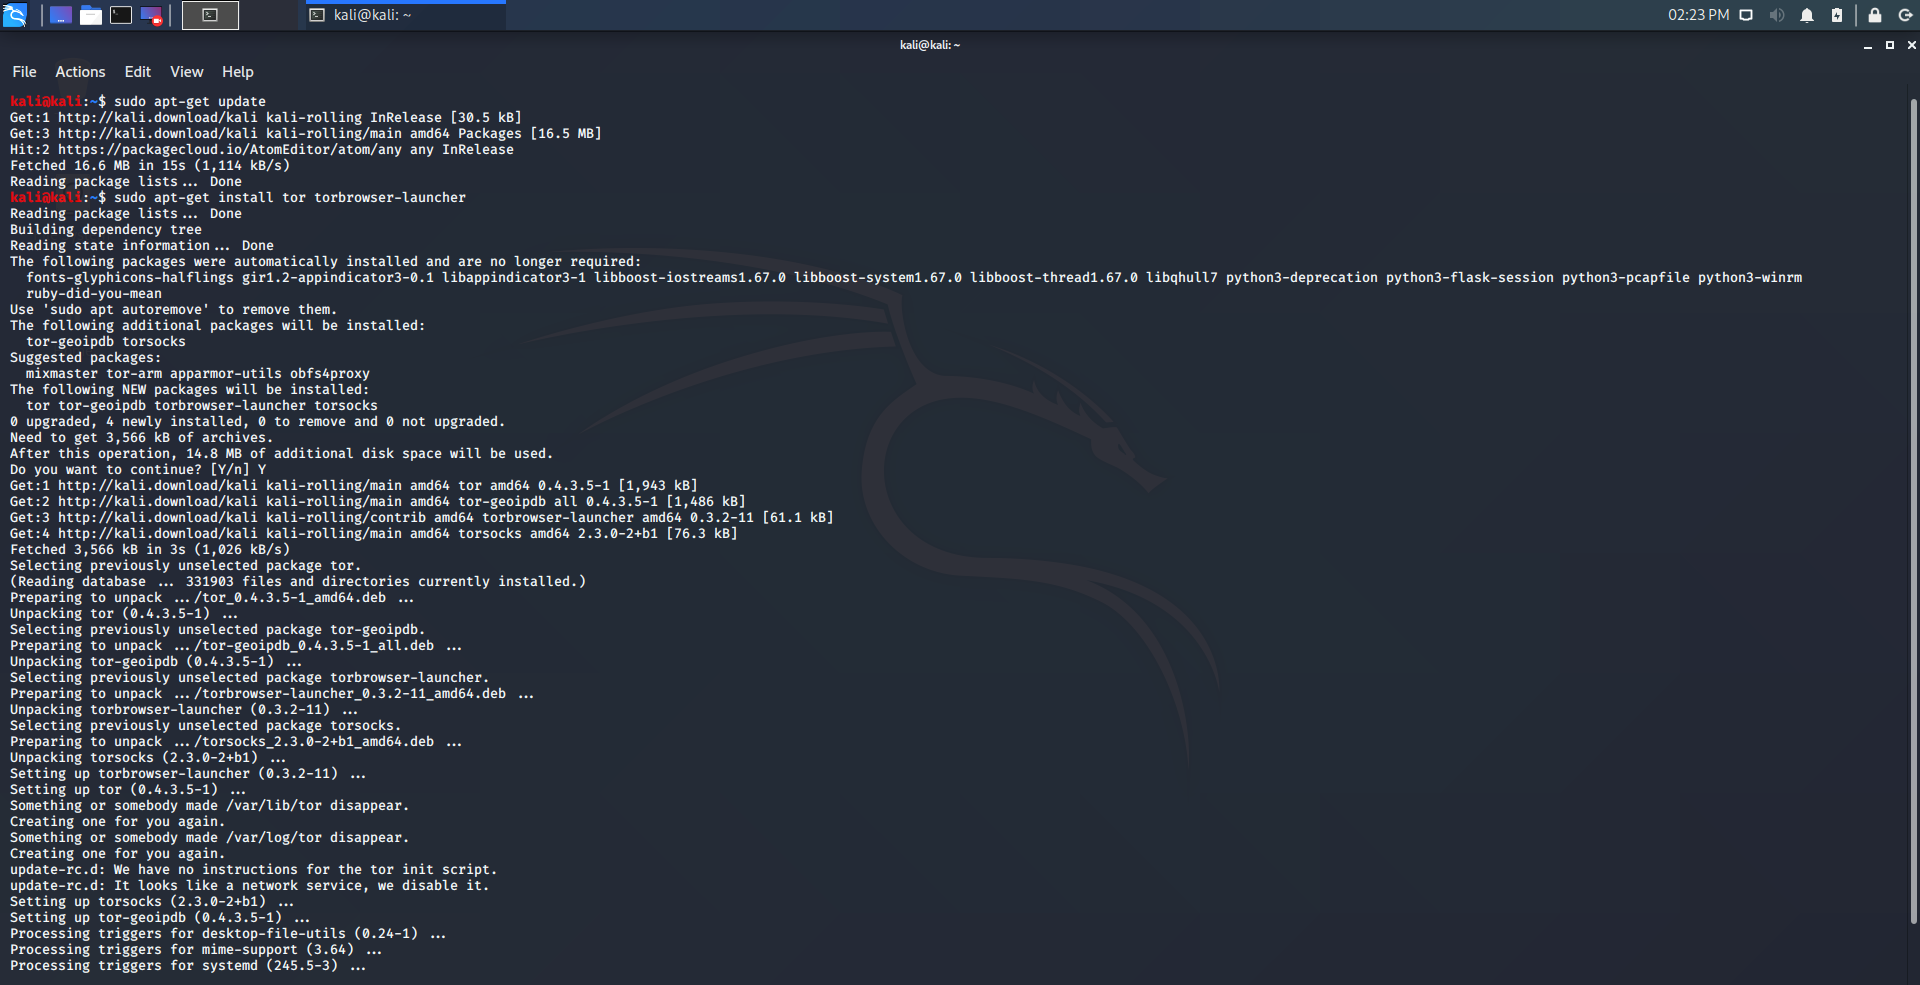 kali@kali: ~
02:23 PM
kali@kali: ~
File Actions Edit View Help
kali@kali:~$ sudo apt-get update
Get:1 http://kali.download/kali kali-rolling InRelease [30.5 kB]
Get:3 http://kali.download/kali kali-rolling/main amd64 Packages [16.5 MB]
Hit:2 https://packagecloud.io/AtomEditor/atom/any any InRelease
Fetched 16.6 MB in 15s (1,114 kB/s)
Reading package lists... Done
kali@kali:~$ sudo apt-get install tor torbrowser-launcher
Reading package lists... Done
Building dependency tree
Reading state information... Done
The following packages were automatically installed and are no longer required:
fonts-glyphicons-halflings gir1.2-appindicator3-0.1 libappindicator3-1 libboost-iostreams1.67.0 libboost-system1.67.0 libboost-thread1.67.0 libqhull7 python3-deprecation python3-flask-session python3-pcapfile python3-winrm
ruby-did-you-mean
Use 'sudo apt autoremove' to remove them.
The following additional packages will be installed:
tor-geoipdb torsocks
Suggested packages:
mixmaster tor-arm apparmor-utils obfs4proxy
The following NEW packages will be installed:
tor tor-geoipdb torbrowser-launcher torsocks
0 upgraded, 4 newly installed, 0 to remove and 0 not upgraded.
Need to get 3,566 kB of archives.
After this operation, 14.8 MB of additional disk space will be used.
Do you want to continue? [Y/n] Y
Get:1 http://kali.download/kali kali-rolling/main amd64 tor amd64 0.4.3.5-1 [1,943 kB]
Get:2 http://kali.download/kali kali-rolling/main amd64 tor-geoipdb all 0.4.3.5-1 [1,486 kB]
Get:3 http://kali.download/kali kali-rolling/contrib amd64 torbrowser-launcher amd64 0.3.2-11 [61.1 kB]
Get:4 http://kali.download/kali kali-rolling/main amd64 torsocks amd64 2.3.0-2+b1 [76.3 kB]
Fetched 3,566 kB in 3s (1,026 kB/s)
Selecting previously unselected package tor.
(Reading database ... 331903 files and directories currently installed.)
Preparing to unpack .../tor_0.4.3.5-1_amd64.deb ...
Unpacking tor (0.4.3.5-1) ...
Selecting previously unselected package tor-geoipdb.
Preparing to unpack .../tor-geoipdb_0.4.3.5-1_all.deb ...
Unpacking tor-geoipdb (0.4.3.5-1) ...
Selecting previously unselected package torbrowser-launcher.
Preparing to unpack .../torbrowser-launcher_0.3.2-11_amd64.deb ...
Unpacking torbrowser-launcher (0.3.2-11) ...
Selecting previously unselected package torsocks.
Preparing to unpack .../torsocks_2.3.0-2+b1_amd64.deb ...
Unpacking torsocks (2.3.0-2+b1) ...
Setting up torbrowser-launcher (0.3.2-11) ...
Setting up tor (0.4.3.5-1) ...
Something or somebody made /var/lib/tor disappear.
Creating one for you again.
Something or somebody made /var/log/tor disappear.
Creating one for you again.
update-rc.d: We have no instructions for the tor init script.
update-rc.d: It looks like a network service, we disable it.
Setting up torsocks (2.3.0-2+b1) ...
Setting up tor-geoipdb (0.4.3.5-1) ...
Processing triggers for desktop-file-utils (0.24-1) ...
Processing triggers for mime-support (3.64) ...
Processing triggers for systemd (245.5-3) ...